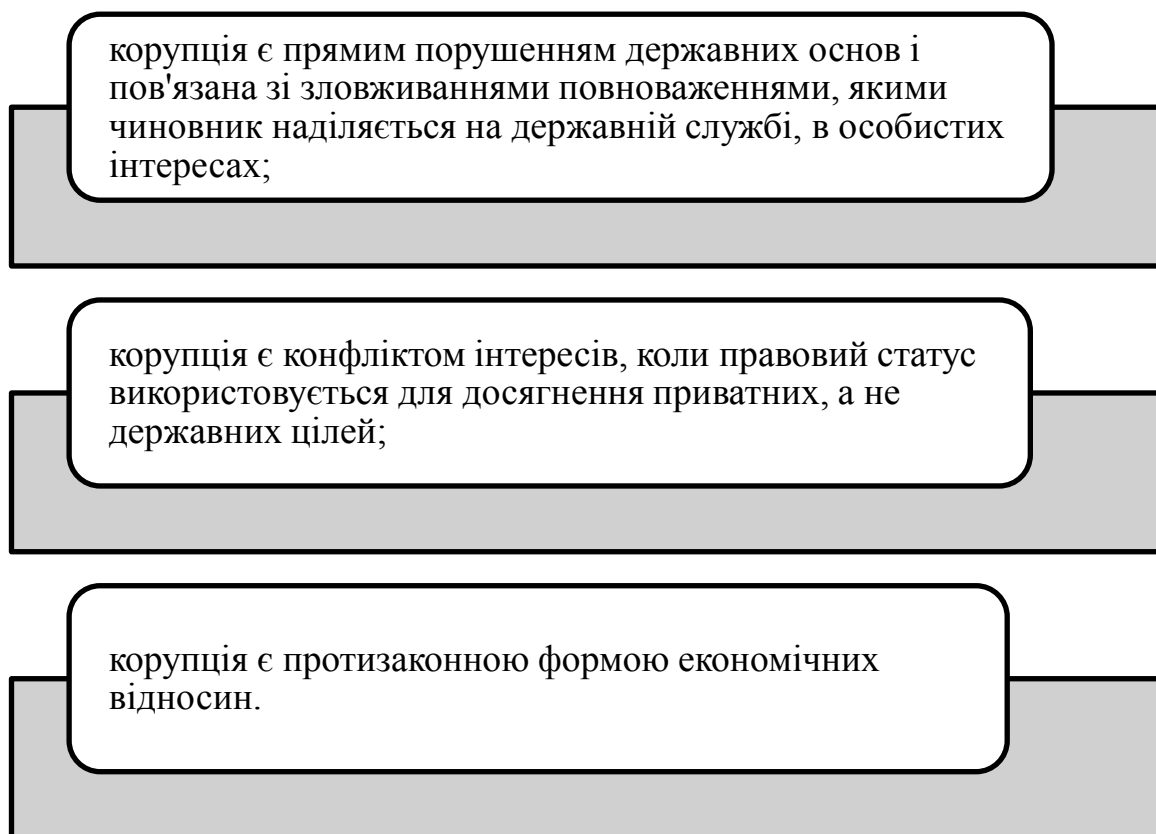 корупція є прямим порушенням державних основ і
пов'язана зі зловживаннями повноваженнями, якими
чиновник наділяється на державній службі, в особистих
інтересах;
корупція є конфліктом інтересів, коли правовий статус
використовується для досягнення приватних, а не
державних цілей;
корупція є протизаконною формою економічних
відносин.